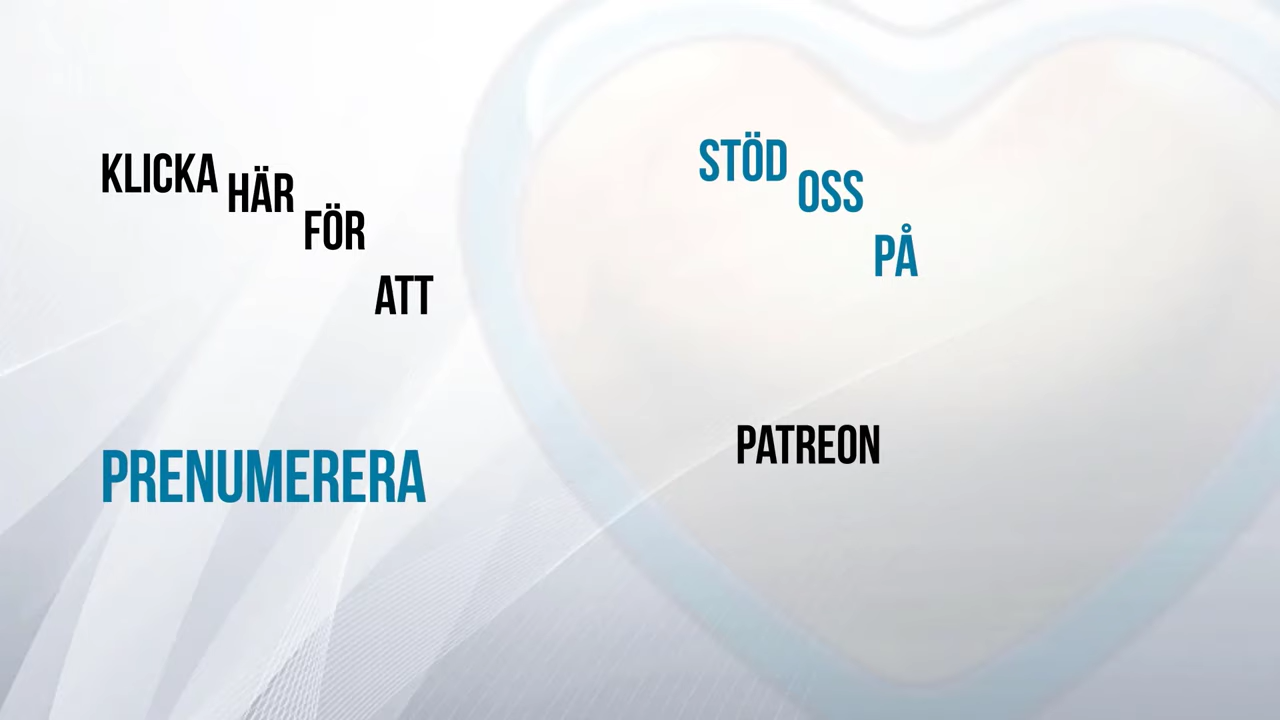 KLICKA HÄR FÖR ATT
PRENUMERERA
STÖD OSS PÅ
PATREON